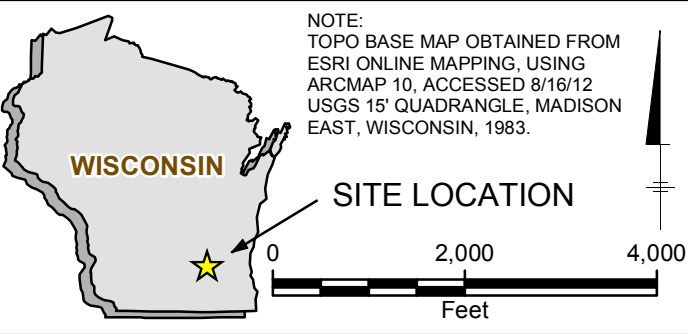 NOTE:
TOPO BASE MAP OBTAINED FROM
ESRI ONLINE MAPPING, USING
ARCMAP 10, ACCESSED 8/16/12
USGS 15' QUADRANGLE, MADISON
EAST, WISCONSIN, 1983.
WISCONSIN
SITE LOCATION
0 2,000 4,000
Feet